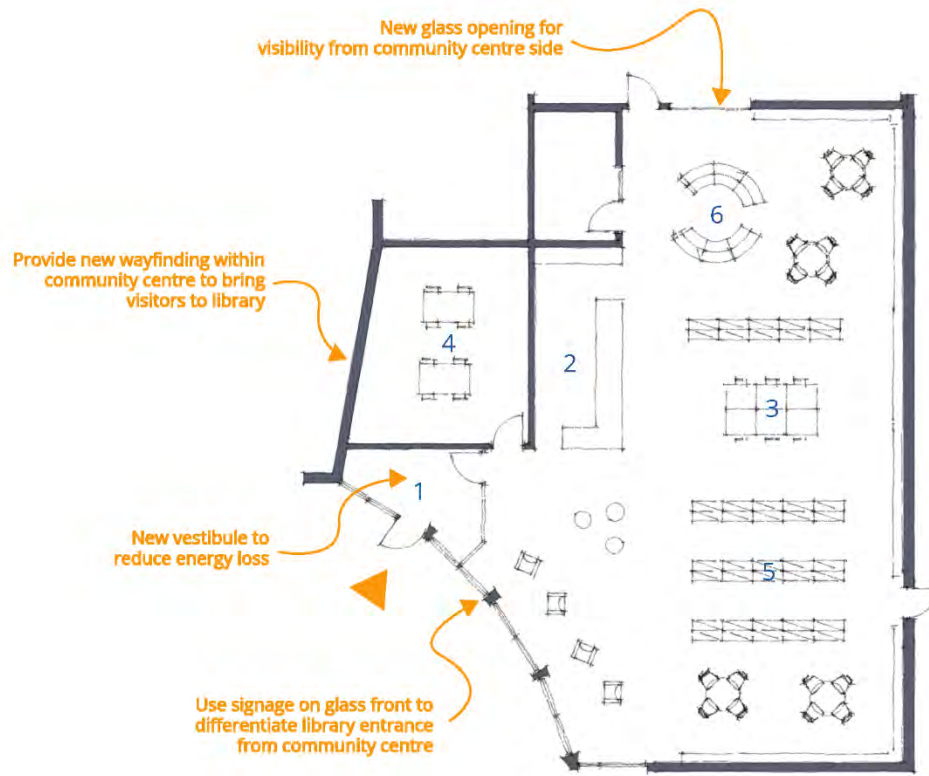 New glass opening for
visibility from community centre side
6
Provide new wayfinding within
community centre to bring
visitors to library
4
2
3
1
New vestibule to
reduce energy loss
5
Use signage on glass front to
differentiate library entrance
from community centre